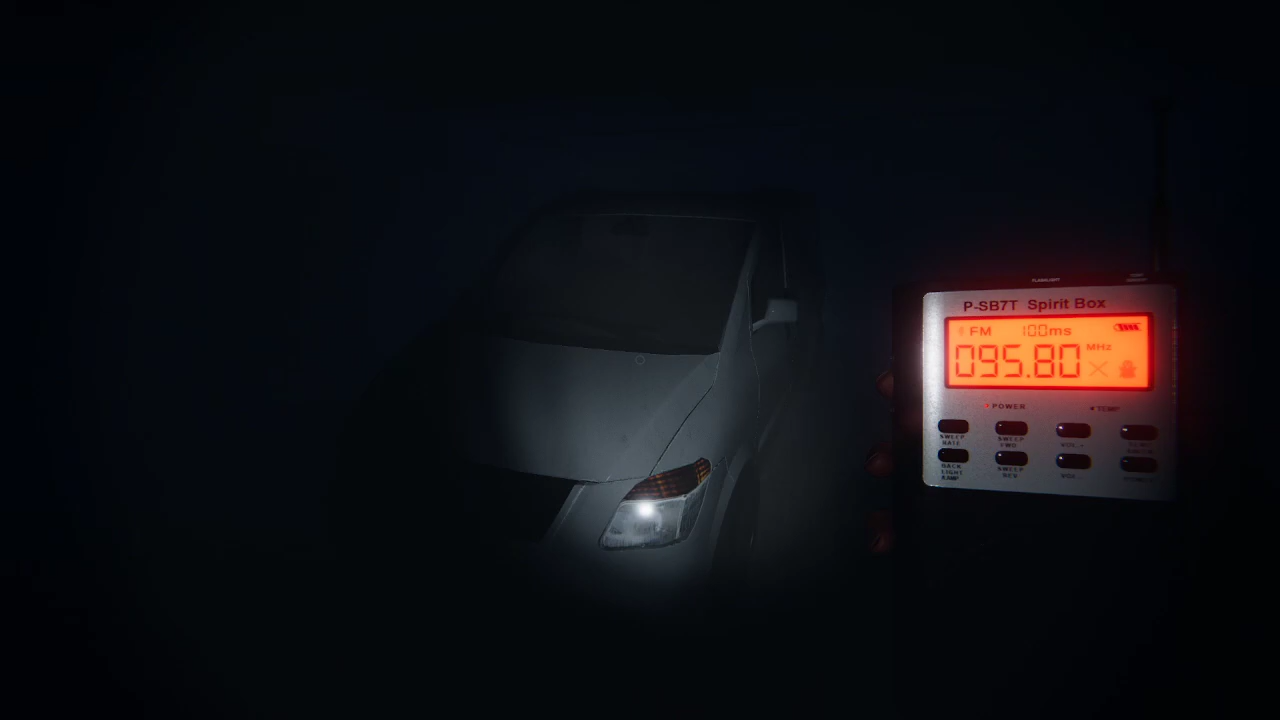 P-SB7T Spirit Box
FM 100ms
095.80 MHz
POWER TEMP
SWEEP RATE
SWEEP FWD
VOL +
BACK LIGHT
SWEEP REV
VOL -